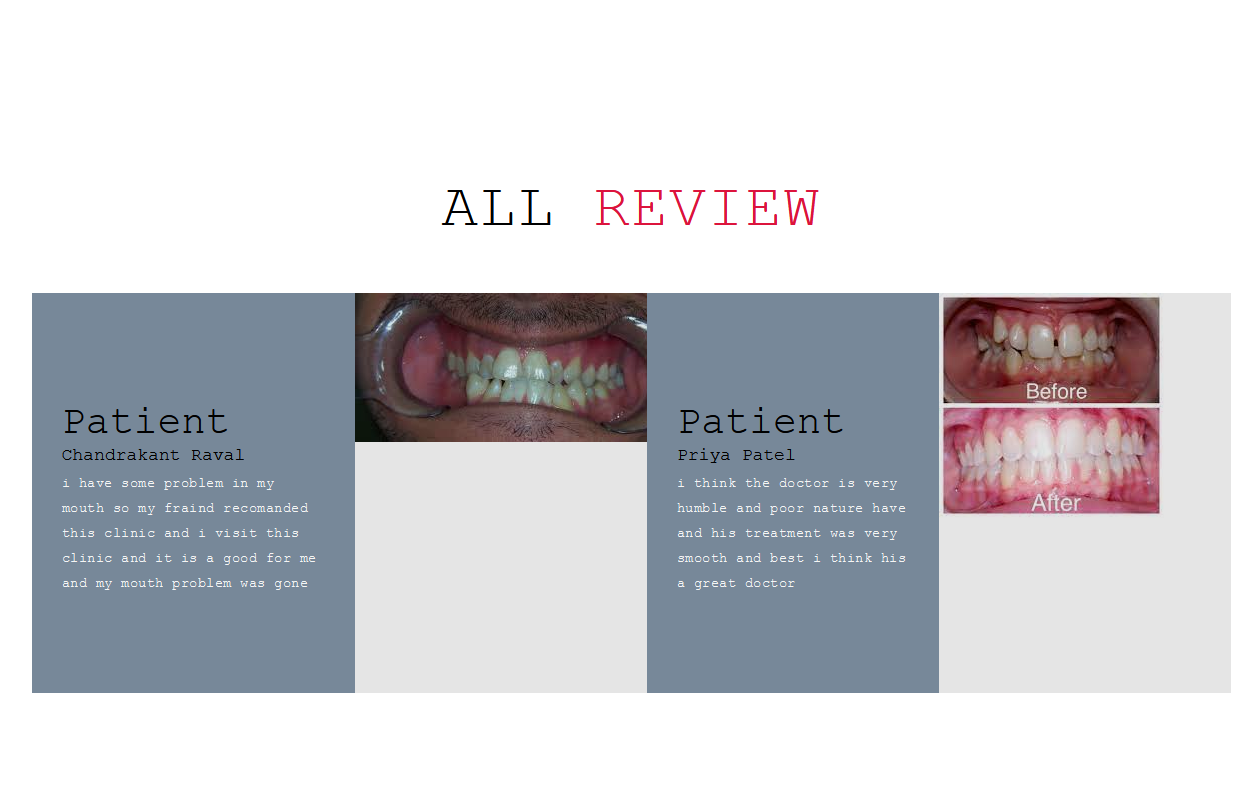 ALL REVIEW
Patient
Chandrakant Raval
i have some problem in my
mouth so my fraind recomanded
this clinic and i visit this
clinic and it is a good for me
and my mouth problem was gone
Patient
Priya Patel
i think the doctor is very
humble and poor nature have
and his treatment was very
smooth and best i think his
a great doctor
Before
After